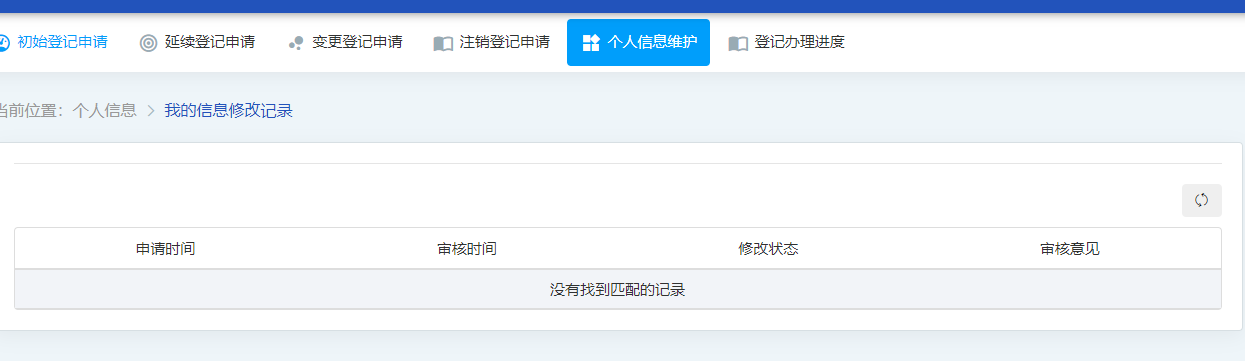 初始登记申请 延续登记申请 变更登记申请 注销登记申请 个人信息维护 登记办理进度
当前位置：个人信息 > 我的信息修改记录
申请时间 审核时间 修改状态 审核意见
没有找到匹配的记录